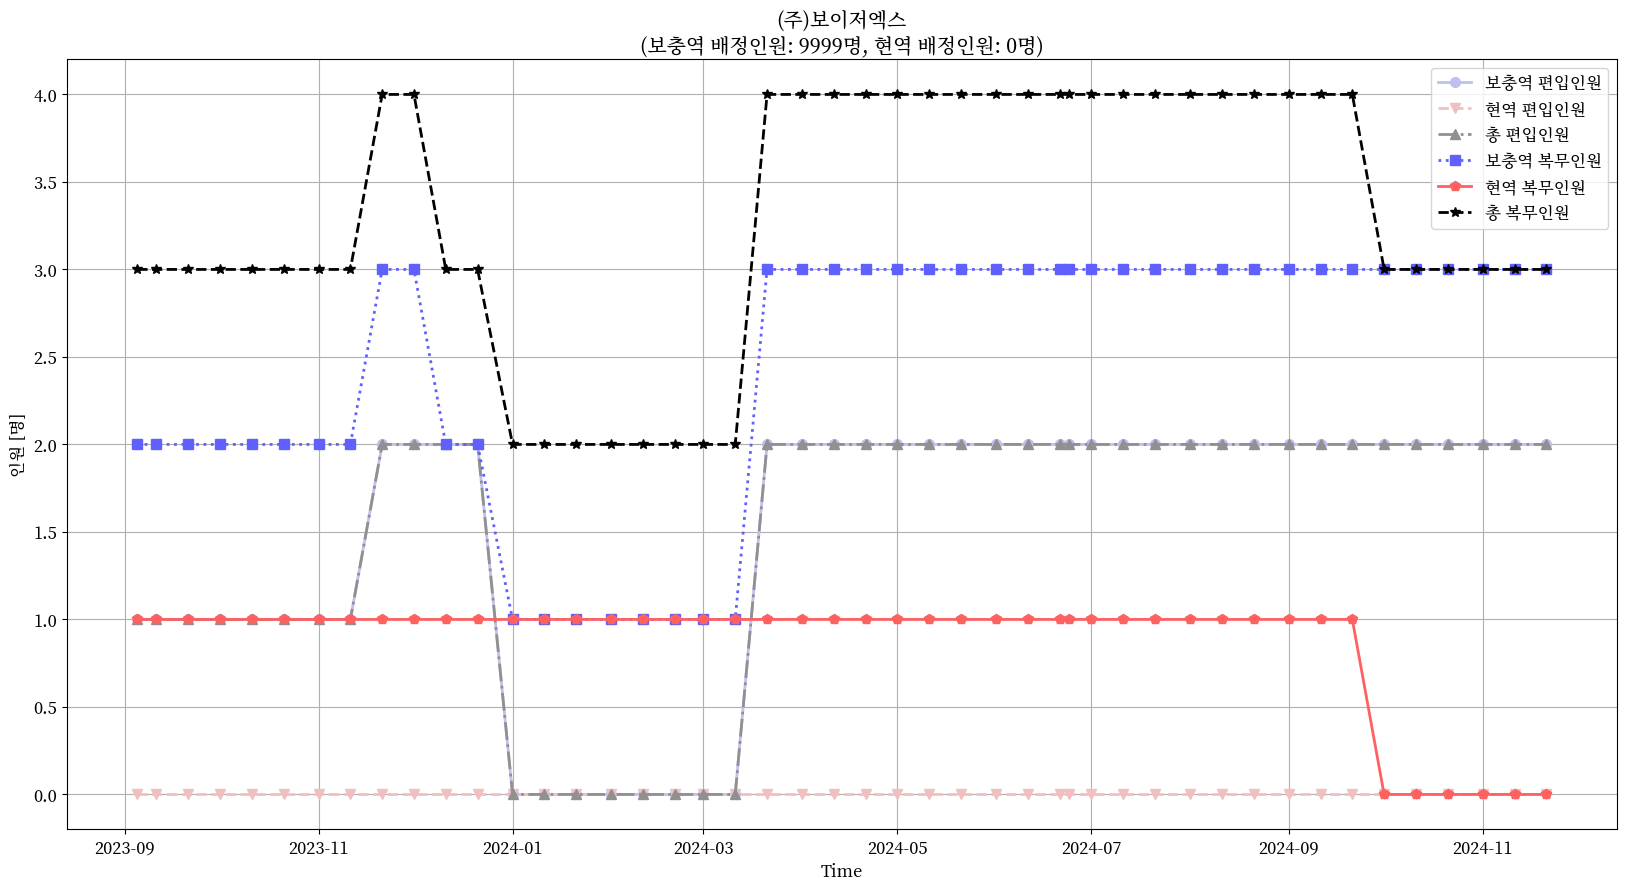 (주)보이저엑스
(보충역 배정인원: 9999명, 현역 배정인원: 0명)
보충역 편입인원
현역 편입인원
총 편입인원
보충역 복무인원
현역 복무인원
총 복무인원
인원 [명]
4.0
3.5
3.0
2.5
2.0
1.5
1.0
0.5
0.0
2023-09 2023-11 2024-01 2024-03 2024-05 2024-07 2024-09 2024-11
Time